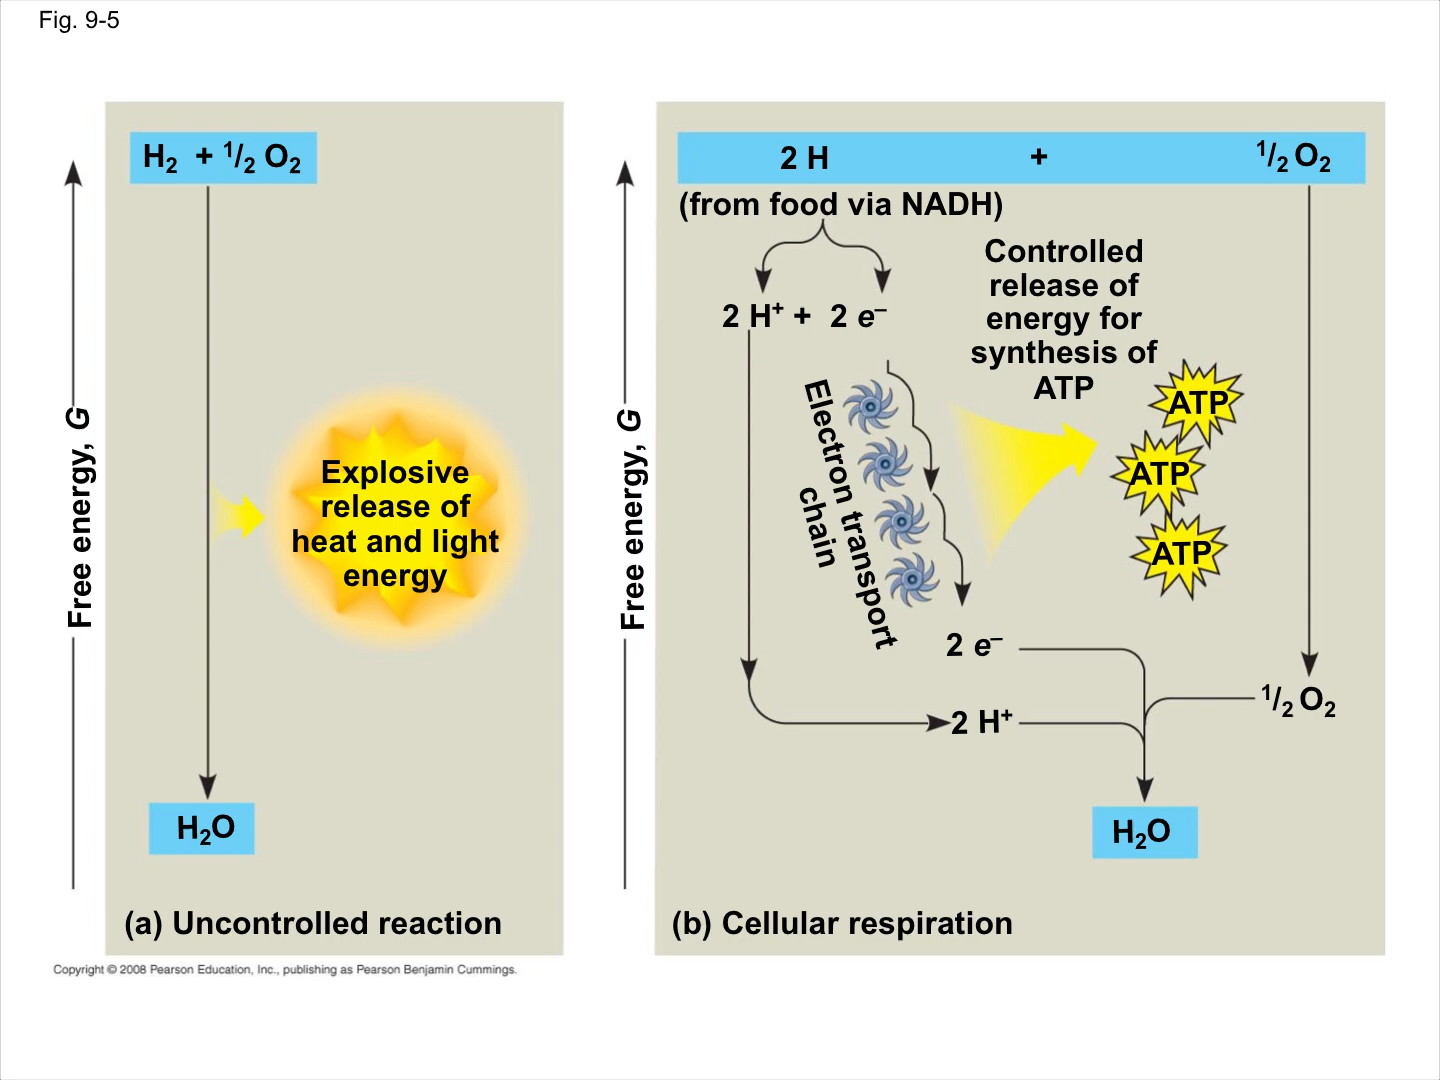 Fig. 9-5
H₂ + ¹/₂ O₂
Free energy, G
Explosive
release of
heat and light
energy
H₂O
(a) Uncontrolled reaction
2 H + ¹/₂ O₂
(from food via NADH)
Free energy, G
2 H⁺ + 2 e⁻
Controlled
release of
energy for
synthesis of
ATP
Electron transport
chain
ATP
ATP
ATP
2 e⁻
2 H⁺
¹/₂ O₂
H₂O
(b) Cellular respiration
Copyright © 2008 Pearson Education, Inc., publishing as Pearson Benjamin Cummings.